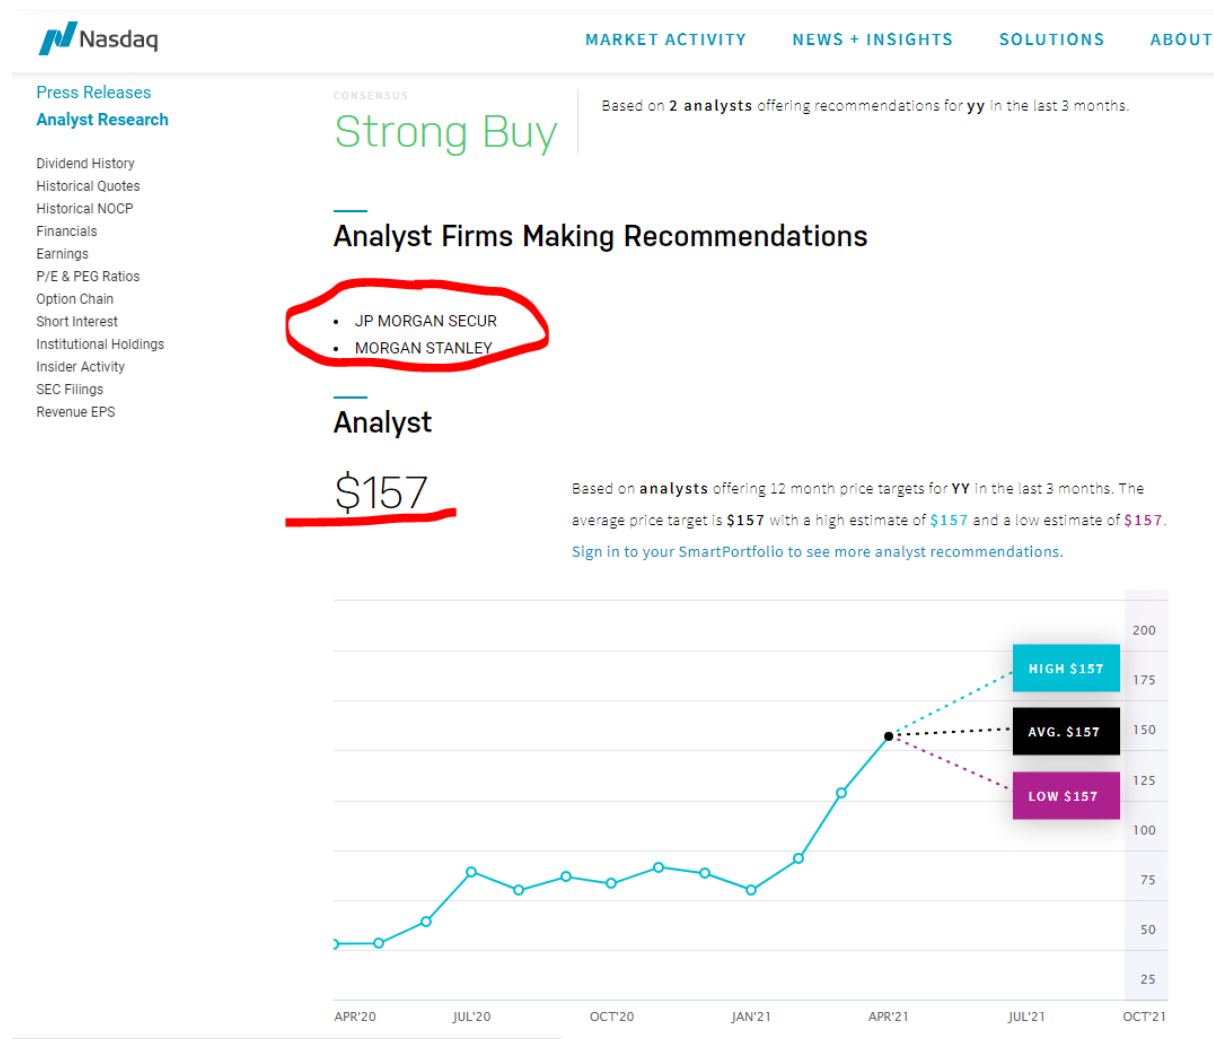 Nasdaq
MARKET ACTIVITY NEWS + INSIGHTS SOLUTIONS ABOUT
Press Releases
Analyst Research
Dividend History
Historical Quotes
Historical NOCP
Financials
Earnings
P/E & PEG Ratios
Option Chain
Short Interest
Institutional Holdings
Insider Activity
SEC Filings
Revenue EPS
CONSENSUS
Strong Buy
Based on 2 analysts offering recommendations for yy in the last 3 months.
Analyst Firms Making Recommendations
• JP MORGAN SECUR
• MORGAN STANLEY
Analyst
$157
Based on analysts offering 12 month price targets for YY in the last 3 months. The
average price target is $157 with a high estimate of $157 and a low estimate of $157.
Sign in to your SmartPortfolio to see more analyst recommendations.
200
HIGH $157
175
AVG. $157
150
125
LOW $157
100
75
50
25
APR'20 JUL'20 OCT'20 JAN'21 APR'21 JUL'21 OCT'21